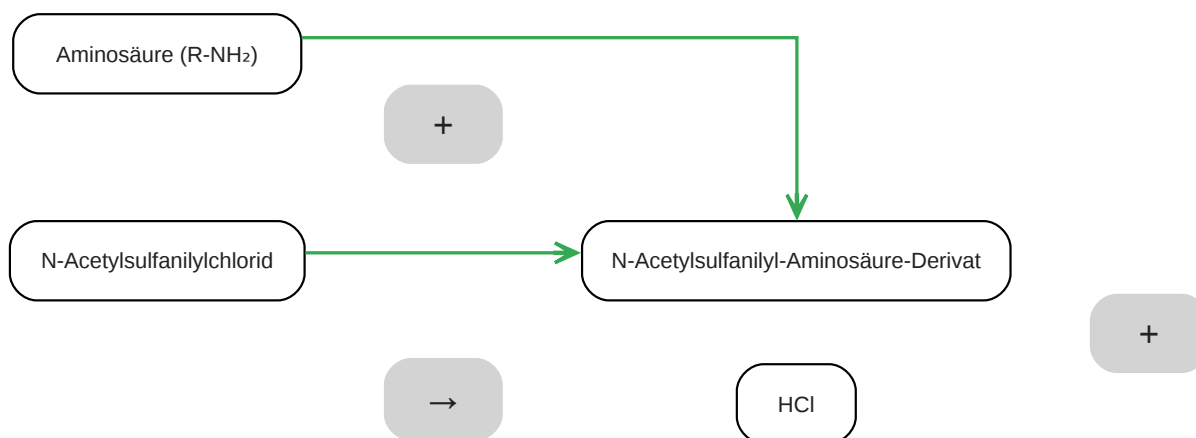 Aminosäure (R-NH₂)
+
N-Acetylsulfanilylchlorid
N-Acetylsulfanilyl-Aminosäure-Derivat
+
→
HCl